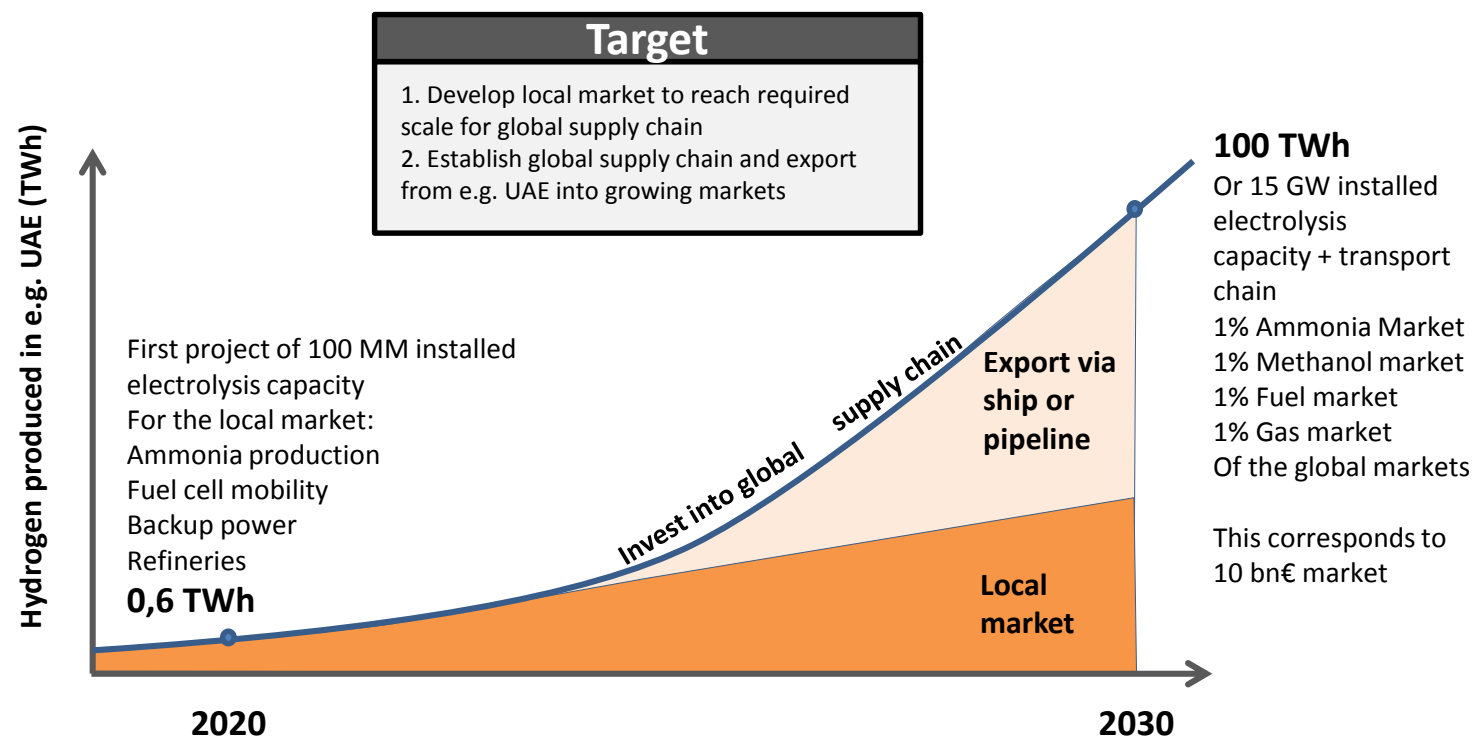 Target
1. Develop local market to reach required
scale for global supply chain
2. Establish global supply chain and export
from e.g. UAE into growing markets
Hydrogen produced in e.g. UAE (TWh)
First project of 100 MM installed
electrolysis capacity
For the local market:
Ammonia production
Fuel cell mobility
Backup power
Refineries
0,6 TWh
Invest into global supply chain
Export via
ship or
pipeline
Local
market
100 TWh
Or 15 GW installed
electrolysis
capacity + transport
chain
1% Ammonia Market
1% Methanol market
1% Fuel market
1% Gas market
Of the global markets
This corresponds to
10 bn€ market
2020
2030